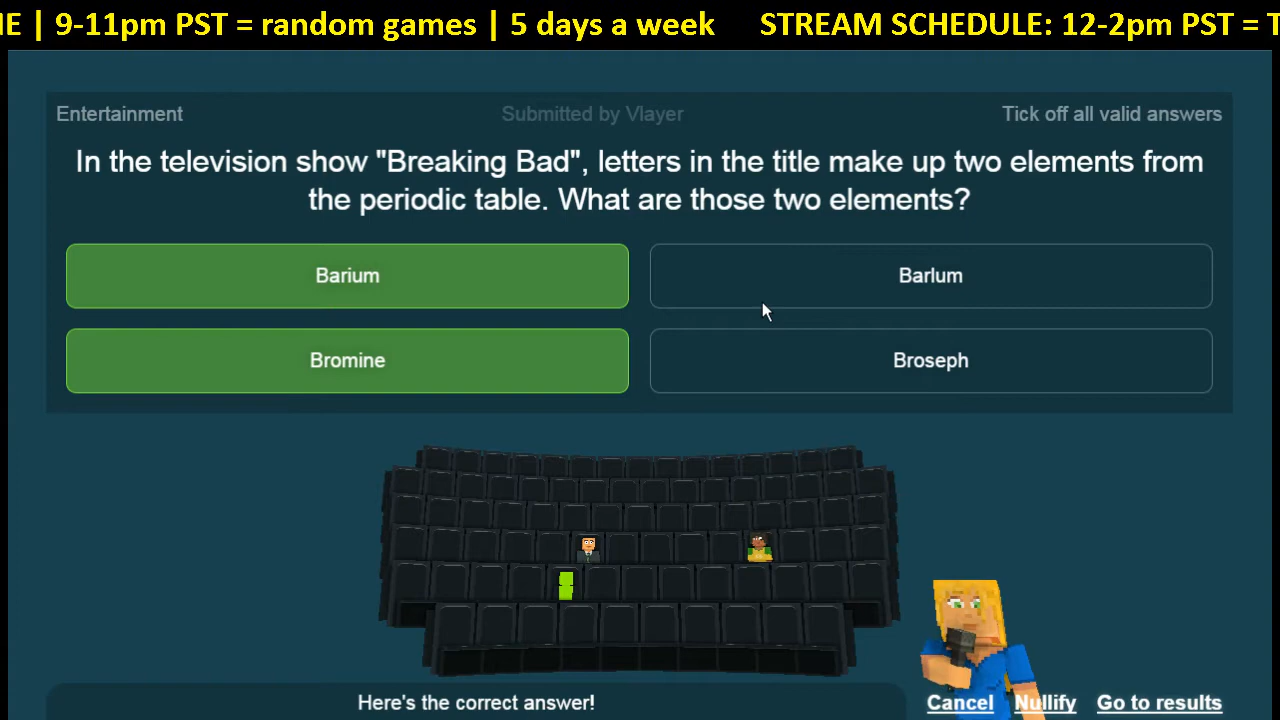 E | 9-11pm PST = random games | 5 days a week STREAM SCHEDULE: 12-2pm PST = T
Entertainment
Submitted by Vlayer
Tick off all valid answers
In the television show "Breaking Bad", letters in the title make up two elements from
the periodic table. What are those two elements?
Barium
Barlum
Bromine
Broseph
Here's the correct answer!
Cancel
Nullify
Go to results